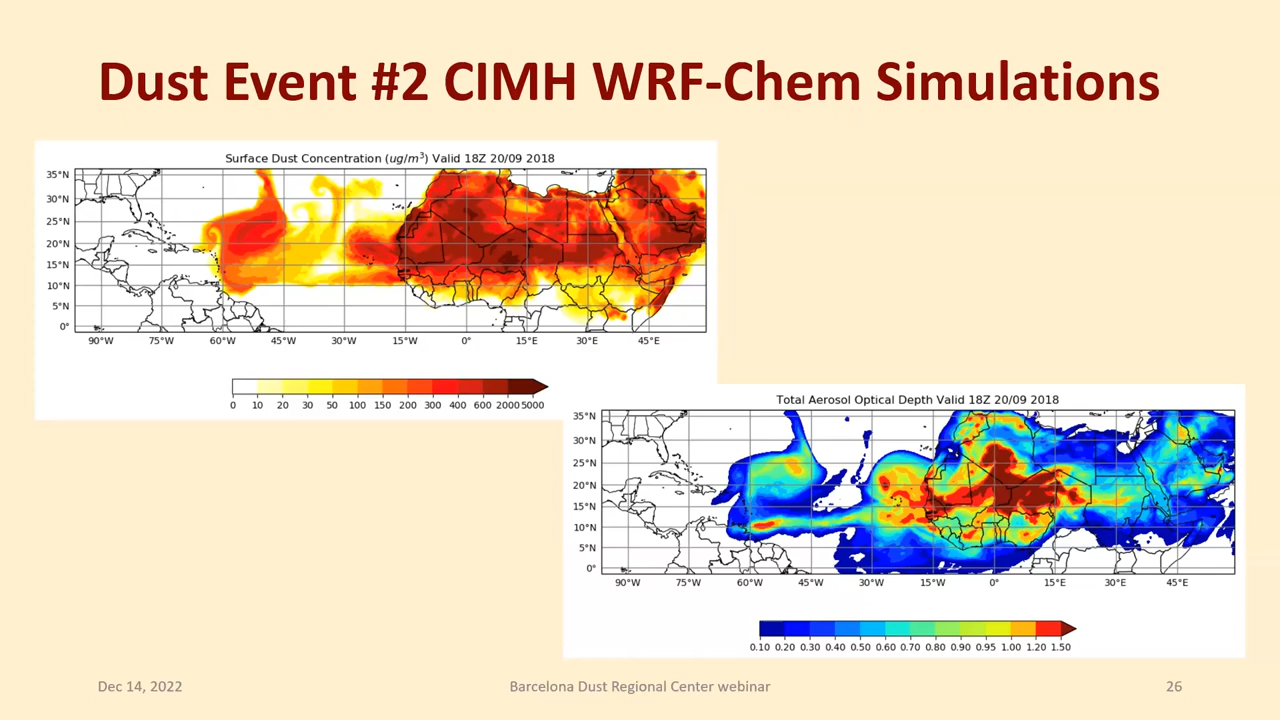 Dust Event #2 CIMH WRF-Chem Simulations
Surface Dust Concentration (ug/m³) Valid 18Z 20/09 2018
35°N
30°N
25°N
20°N
15°N
10°N
5°N
0°
90°W 75°W 60°W 45°W 30°W 15°W 0° 15°E 30°E 45°E
0 10 20 30 50 100 150 200 300 400 600 2000 5000
Total Aerosol Optical Depth Valid 18Z 20/09 2018
35°N
30°N
25°N
20°N
15°N
10°N
5°N
0°
90°W 75°W 60°W 45°W 30°W 15°W 0° 15°E 30°E 45°E
0.10 0.20 0.30 0.40 0.50 0.60 0.70 0.80 0.90 0.95 1.00 1.20 1.50
Dec 14, 2022 Barcelona Dust Regional Center webinar 26